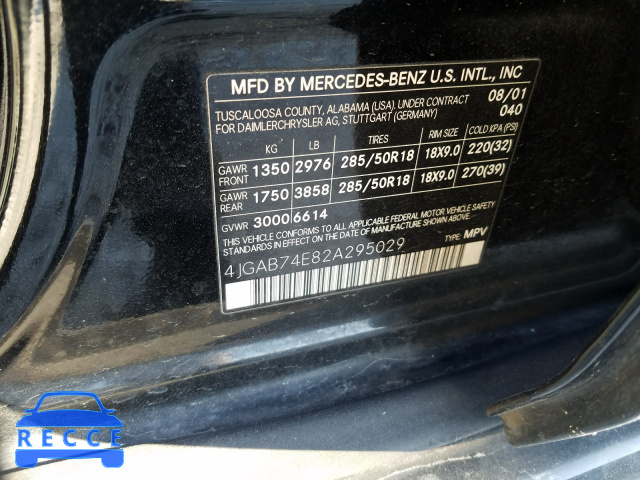 MFD BY MERCEDES-BENZ U.S. INTL., INC
TUSCALOOSA COUNTY, ALABAMA (USA). UNDER CONTRACT 08/01
FOR DAIMLERCHRYSLER AG, STUTTGART (GERMANY) 040
KG LB TIRES RIM SIZE COLD KPA (PSI)
GAWR FRONT 1350 2976 285/50R18 18X9.0 220(32)
GAWR REAR 1750 3858 285/50R18 18X9.0 270(39)
GVWR 3000 6614
THIS VEHICLE CONFORMS TO ALL APPLICABLE FEDERAL MOTOR VEHICLE SAFETY
STANDARDS IN EFFECT ON THE DATE OF MANUFACTURE SHOWN ABOVE.
4JGAB74E82A295029 TYPE: MPV
RECCE